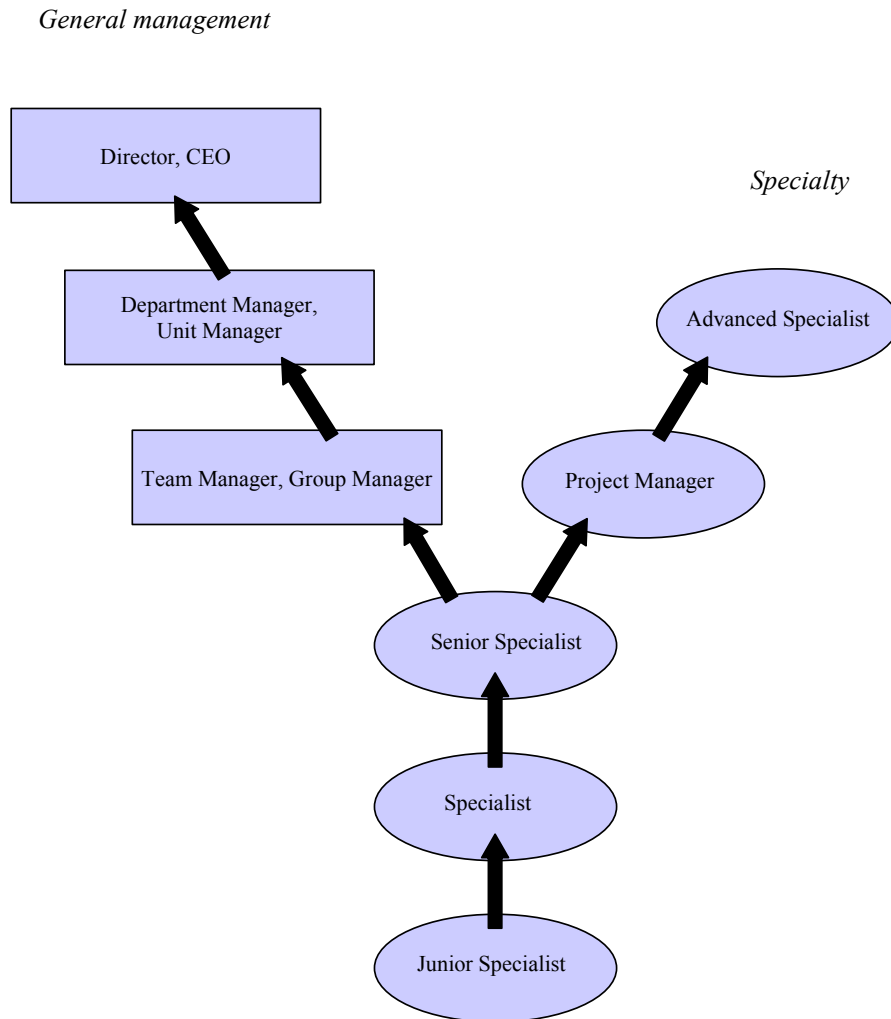 General management
Director, CEO
Specialty
Department Manager,
Unit Manager
Advanced Specialist
Team Manager, Group Manager
Project Manager
Senior Specialist
Specialist
Junior Specialist